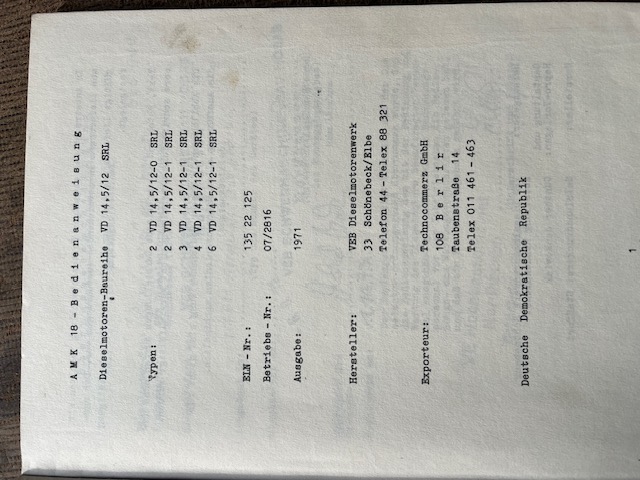 A M K 18 - B e d i e n a n w e i s u n g
Dieselmotoren-Baureihe VD 14,5/12 SRL
Typen: 2 VD 14,5/12-0 SRL
2 VD 14,5/12-1 SRL
3 VD 14,5/12-1 SRL
4 VD 14,5/12-1 SRL
6 VD 14,5/12-1 SRL
ELN - Nr.: 135 22 125
Betriebs - Nr.: 07/2816
Ausgabe: 1971
Hersteller: VEB Dieselmotorenwerk
33 Schönebeck/Elbe
Telefon 44 - Telex 88 321
Exporteur: Technocommerz GmbH
108 B e r l i n
Taubenstraße 14
Telex 011 461 - 463
Deutsche Demokratische Republik
1